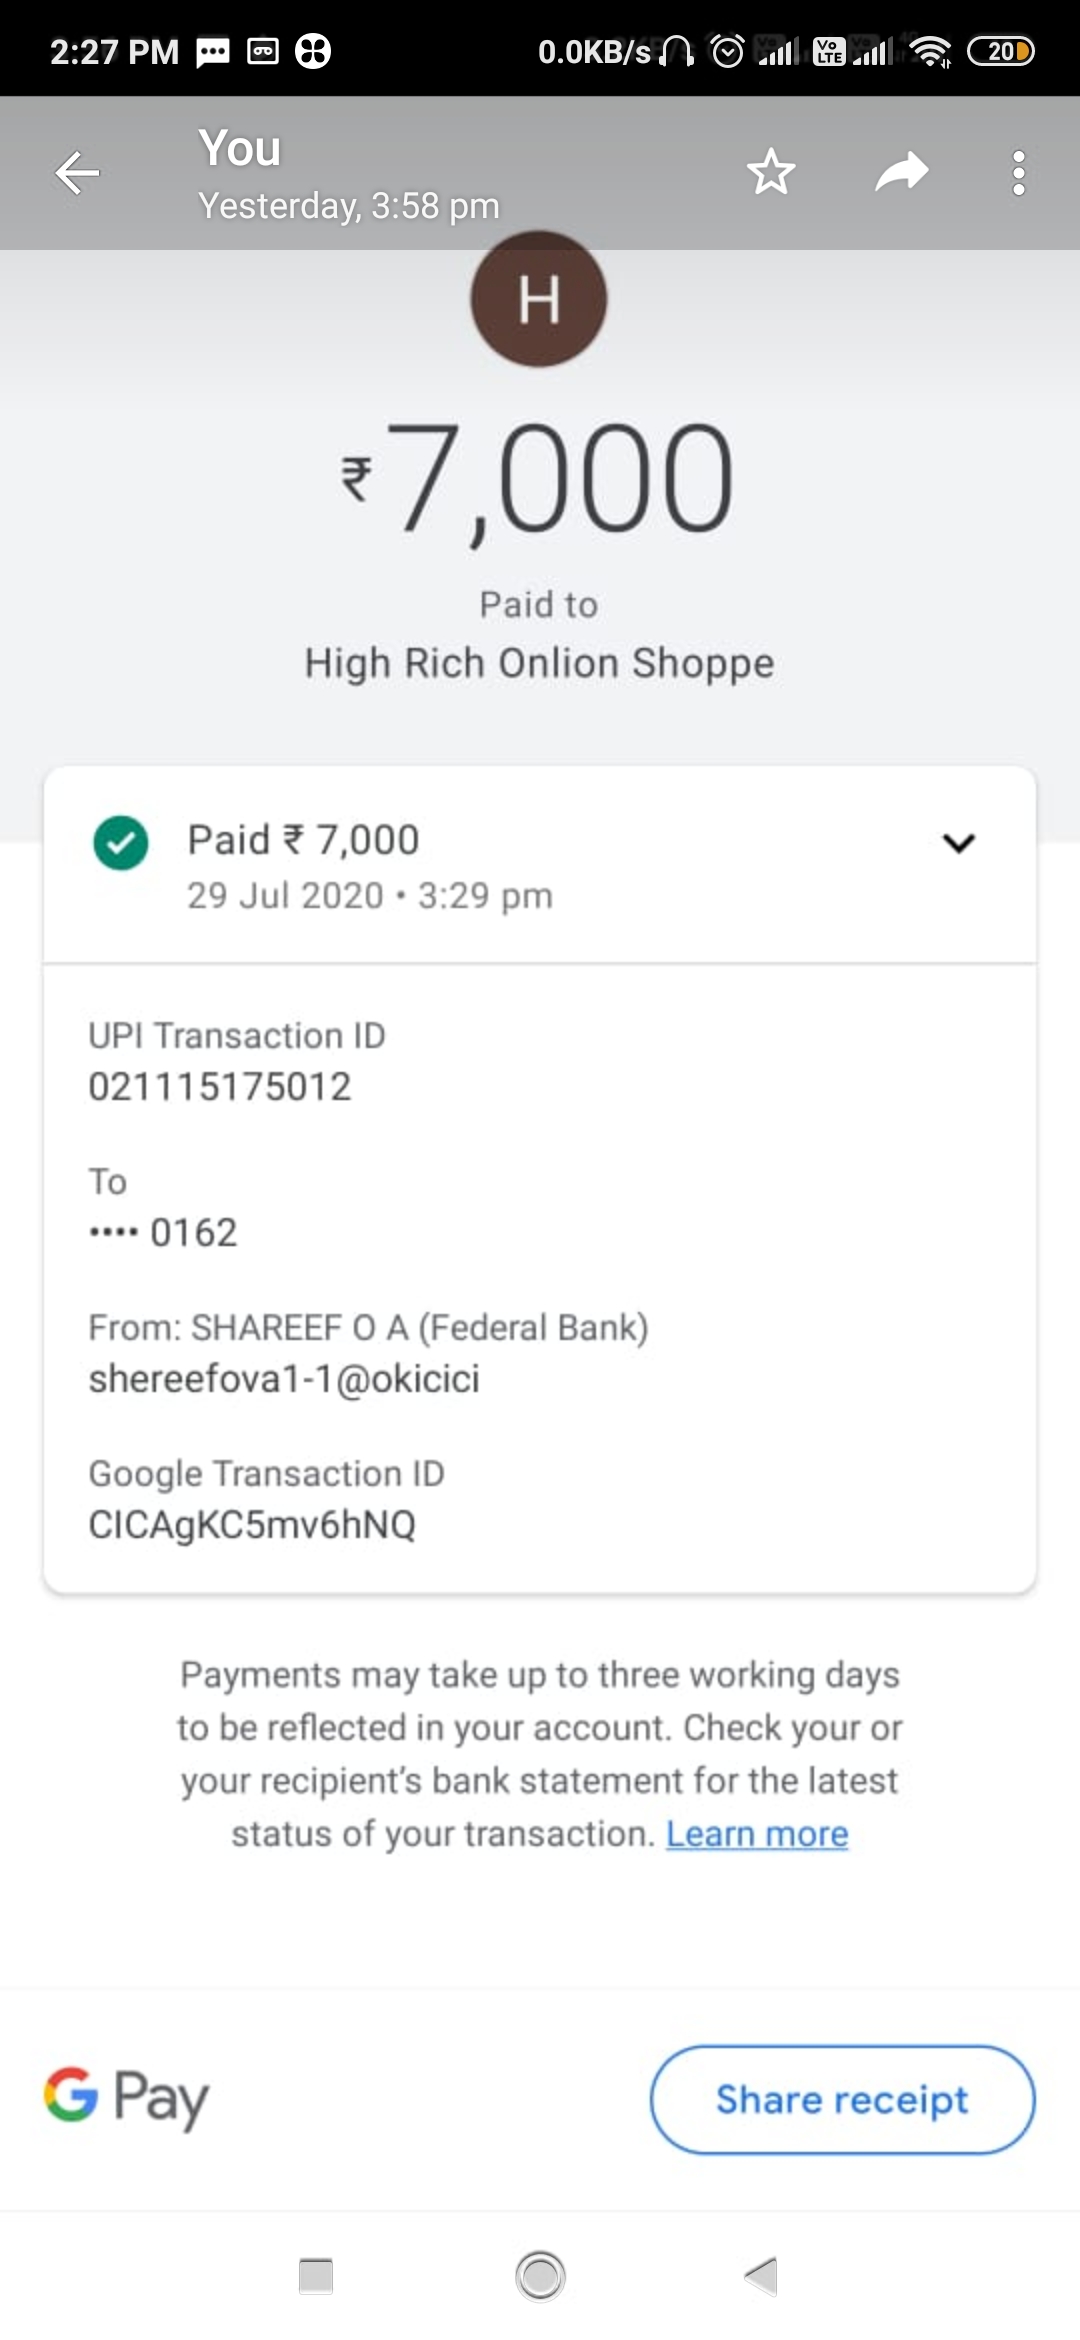 2:27 PM
0.0KB/s
Vo LTE
20
You
Yesterday, 3:58 pm
H
₹7,000
Paid to
High Rich Onlion Shoppe
Paid ₹ 7,000
29 Jul 2020 • 3:29 pm
UPI Transaction ID
021115175012
To
•••• 0162
From: SHAREEF O A (Federal Bank)
shereefova1-1@okicici
Google Transaction ID
CICAgKC5mv6hNQ
Payments may take up to three working days
to be reflected in your account. Check your or
your recipient's bank statement for the latest
status of your transaction. Learn more
G Pay
Share receipt